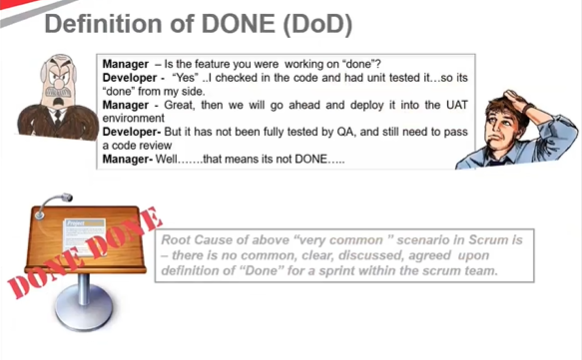 Definition of DONE (DoD)
Manager – Is the feature you were working on “done”?
Developer - “Yes” ..I checked in the code and had unit tested it…so its
“done” from my side.
Manager - Great, then we will go ahead and deploy it into the UAT
environment
Developer- But it has not been fully tested by QA, and still need to pass
a code review
Manager- Well…….that means its not DONE…..
DONE DONE
Root Cause of above “very common ” scenario in Scrum is
– there is no common, clear, discussed, agreed upon
definition of “Done” for a sprint within the scrum team.